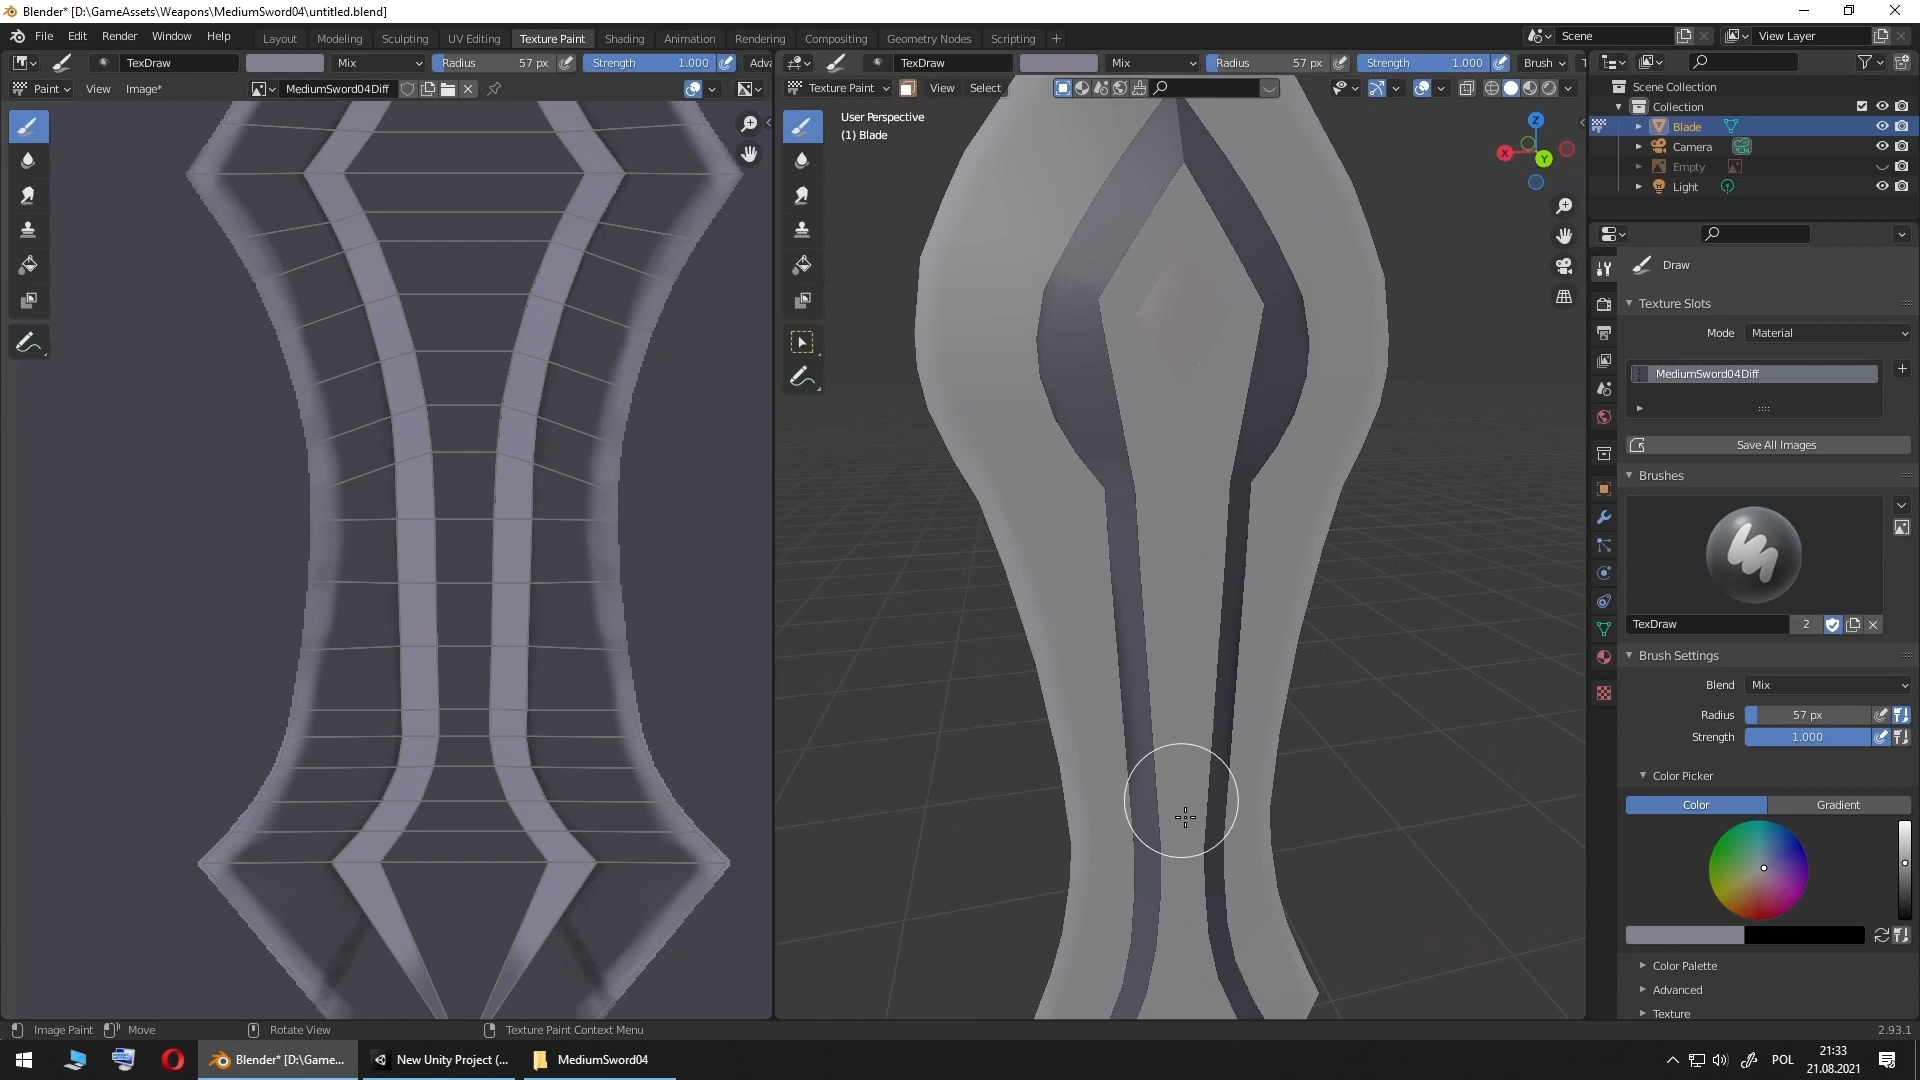 Blender* [D:\GameAssets\Weapons\MediumSword04\untitled.blend]
File Edit Render Window Help
Layout Modeling Sculpting UV Editing Texture Paint Shading Animation Rendering Compositing Geometry Nodes Scripting +
Scene
View Layer
TexDraw Mix Radius 57 px Strength 1.000 Adva
TexDraw Mix Radius 57 px Strength 1.000 Brush
Paint View Image* MediumSword04Diff
Texture Paint View Select
User Perspective
(1) Blade
Z
X
Y
Scene Collection
Collection
Blade
Camera
Empty
Light
Draw
Texture Slots
Mode Material
MediumSword04Diff
Save All Images
Brushes
TexDraw 2
Brush Settings
Blend Mix
Radius 57 px
Strength 1.000
Color Picker
Color Gradient
Color Palette
Advanced
Texture
Image Paint Move Rotate View Texture Paint Context Menu 2.93.1
Blender* [D:\Game... New Unity Project (... MediumSword04
POL
21:33
21.08.2021